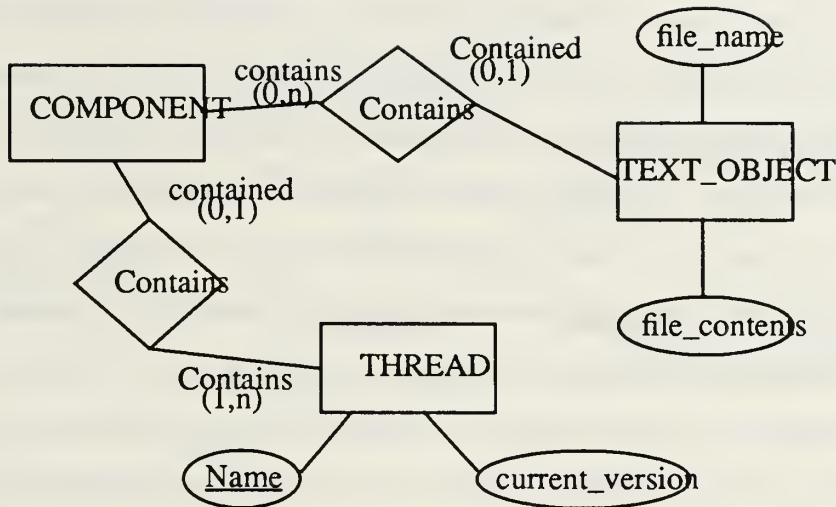 file_name
contains
(0,n)
Contained
(0,1)
COMPONENT
Contains
TEXT_OBJECT
contained
(0,1)
Contains
file_contents
Contains
(1,n)
THREAD
Name
current_version